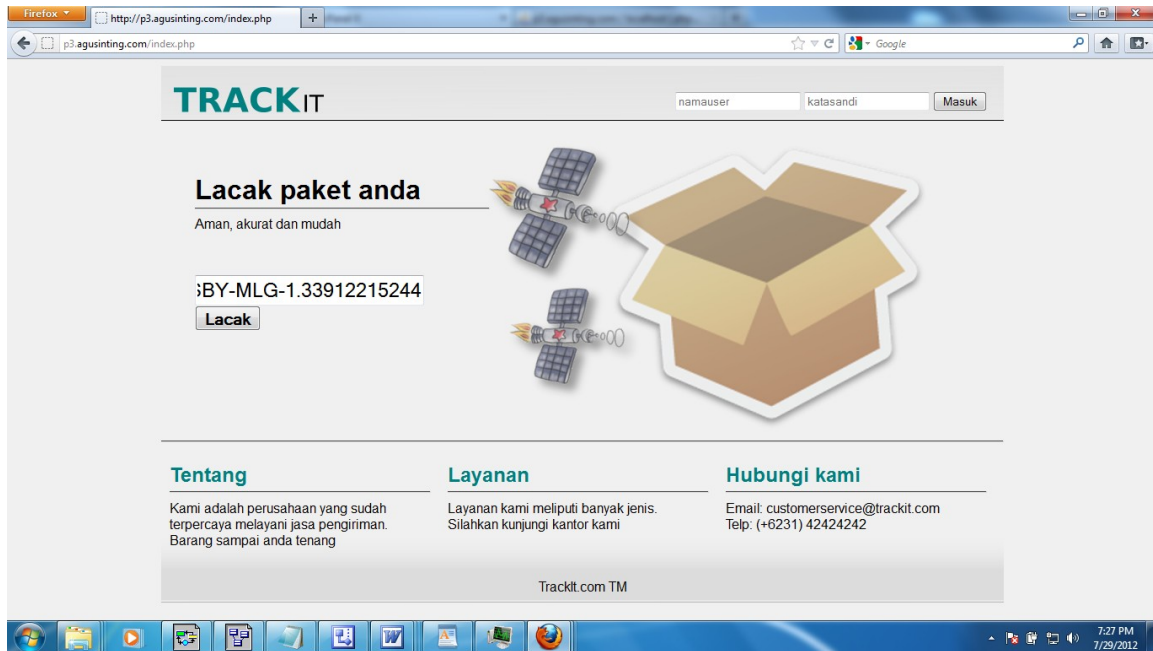 Firefox
http://p3.agusinting.com/index.php
+
p3.agusinting.com/index.php
Google
TRACKIT
namauser
katasandi
Masuk
Lacak paket anda
Aman, akurat dan mudah
BY-MLG-1.33912215244
Lacak
Tentang
Layanan
Hubungi kami
Kami adalah perusahaan yang sudah
terpercaya melayani jasa pengiriman.
Barang sampai anda tenang
Layanan kami meliputi banyak jenis.
Silahkan kunjungi kantor kami
Email: customerservice@trackit.com
Telp: (+6231) 42424242
TrackIt.com TM
7:27 PM
7/29/2012